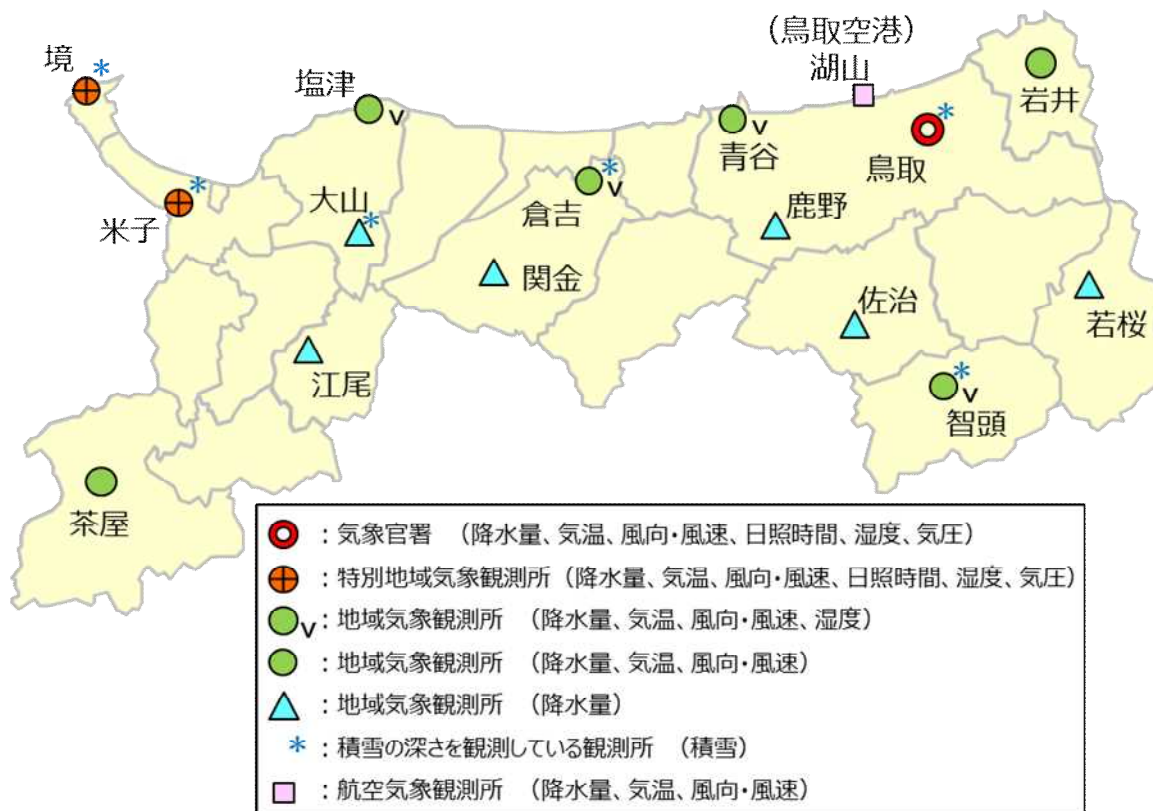 (鳥取空港)
湖山
境
*
塩津
v
岩井
青谷
v
鳥取
*
米子
*
大山
*
倉吉
*
v
鹿野
関金
佐治
若桜
江尾
智頭
*
v
茶屋
:気象官署 (降水量、気温、風向・風速、日照時間、湿度、気圧)
:特別地域気象観測所(降水量、気温、風向・風速、日照時間、湿度、気圧)
v :地域気象観測所 (降水量、気温、風向・風速、湿度)
:地域気象観測所 (降水量、気温、風向・風速)
:地域気象観測所 (降水量)
* :積雪の深さを観測している観測所 (積雪)
:航空気象観測所 (降水量、気温、風向・風速)